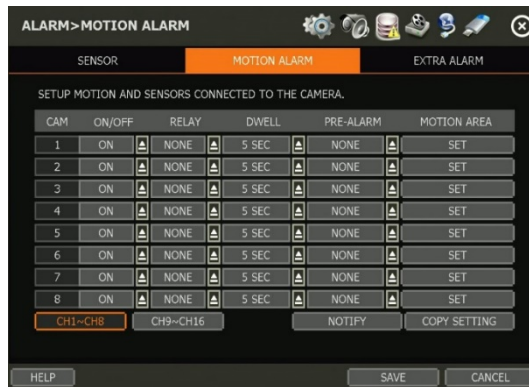 ALARM>MOTION ALARM
SENSOR MOTION ALARM EXTRA ALARM
SETUP MOTION AND SENSORS CONNECTED TO THE CAMERA.
CAM ON/OFF RELAY DWELL PRE-ALARM MOTION AREA
1 ON NONE 5 SEC NONE SET
2 ON NONE 5 SEC NONE SET
3 ON NONE 5 SEC NONE SET
4 ON NONE 5 SEC NONE SET
5 ON NONE 5 SEC NONE SET
6 ON NONE 5 SEC NONE SET
7 ON NONE 5 SEC NONE SET
8 ON NONE 5 SEC NONE SET
CH1~CH8 CH9~CH16 NOTIFY COPY SETTING
HELP SAVE CANCEL